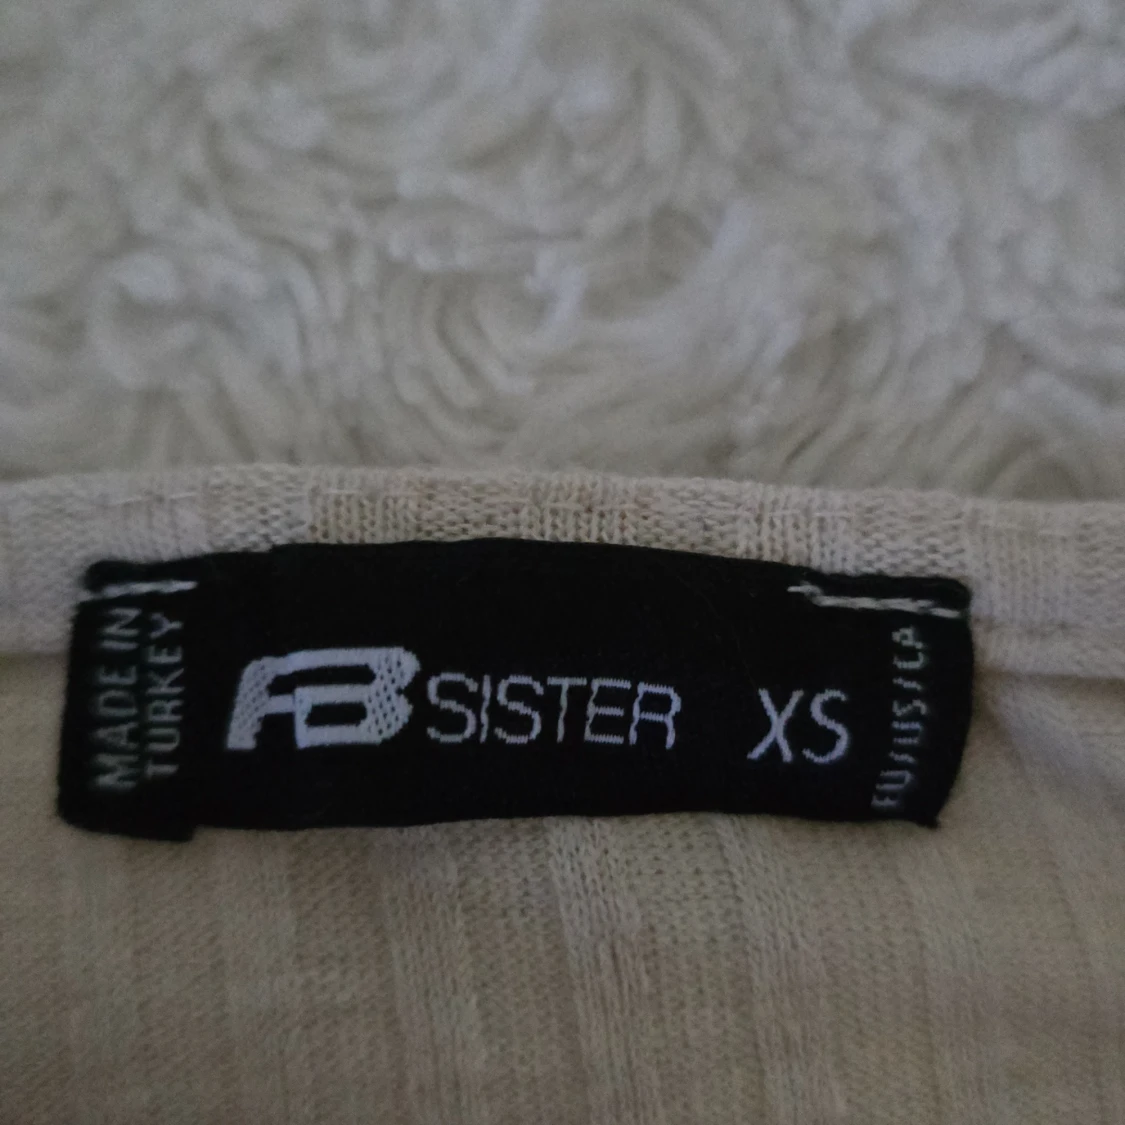 MADE IN
TURKEY
FB SISTER
XS
EU/US/CA